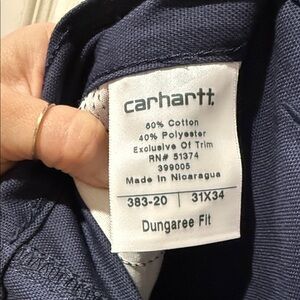 carhartt
60% Cotton
40% Polyester
Exclusive Of Trim
RN# 51374
399005
Made In Nicaragua
383-20 31X34
Dungaree Fit